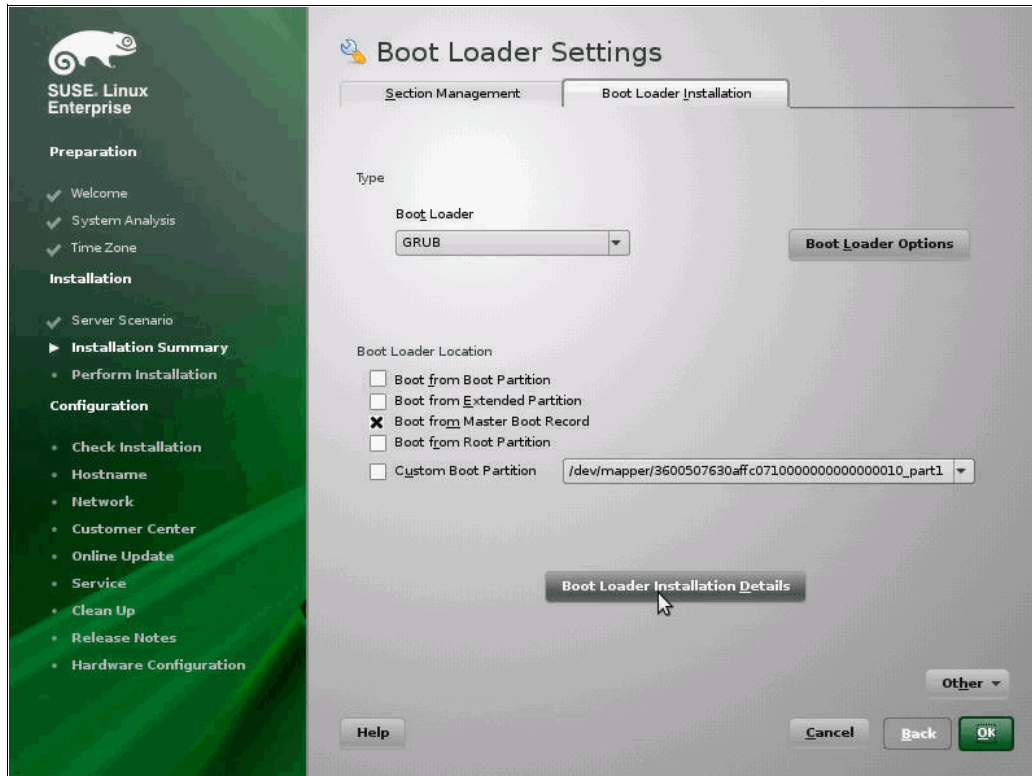 SUSE. Linux
Enterprise
Preparation
Welcome
System Analysis
Time Zone
Installation
Server Scenario
Installation Summary
Perform Installation
Configuration
Check Installation
Hostname
Network
Customer Center
Online Update
Service
Clean Up
Release Notes
Hardware Configuration
Boot Loader Settings
Section Management
Boot Loader Installation
Type
Boot Loader
GRUB
Boot Loader Options
Boot Loader Location
Boot from Boot Partition
Boot from Extended Partition
Boot from Master Boot Record
Boot from Root Partition
Custom Boot Partition
/dev/mapper/3600507630affc0710000000000000010_part1
Boot Loader Installation Details
Other
Help
Cancel
Back
OK